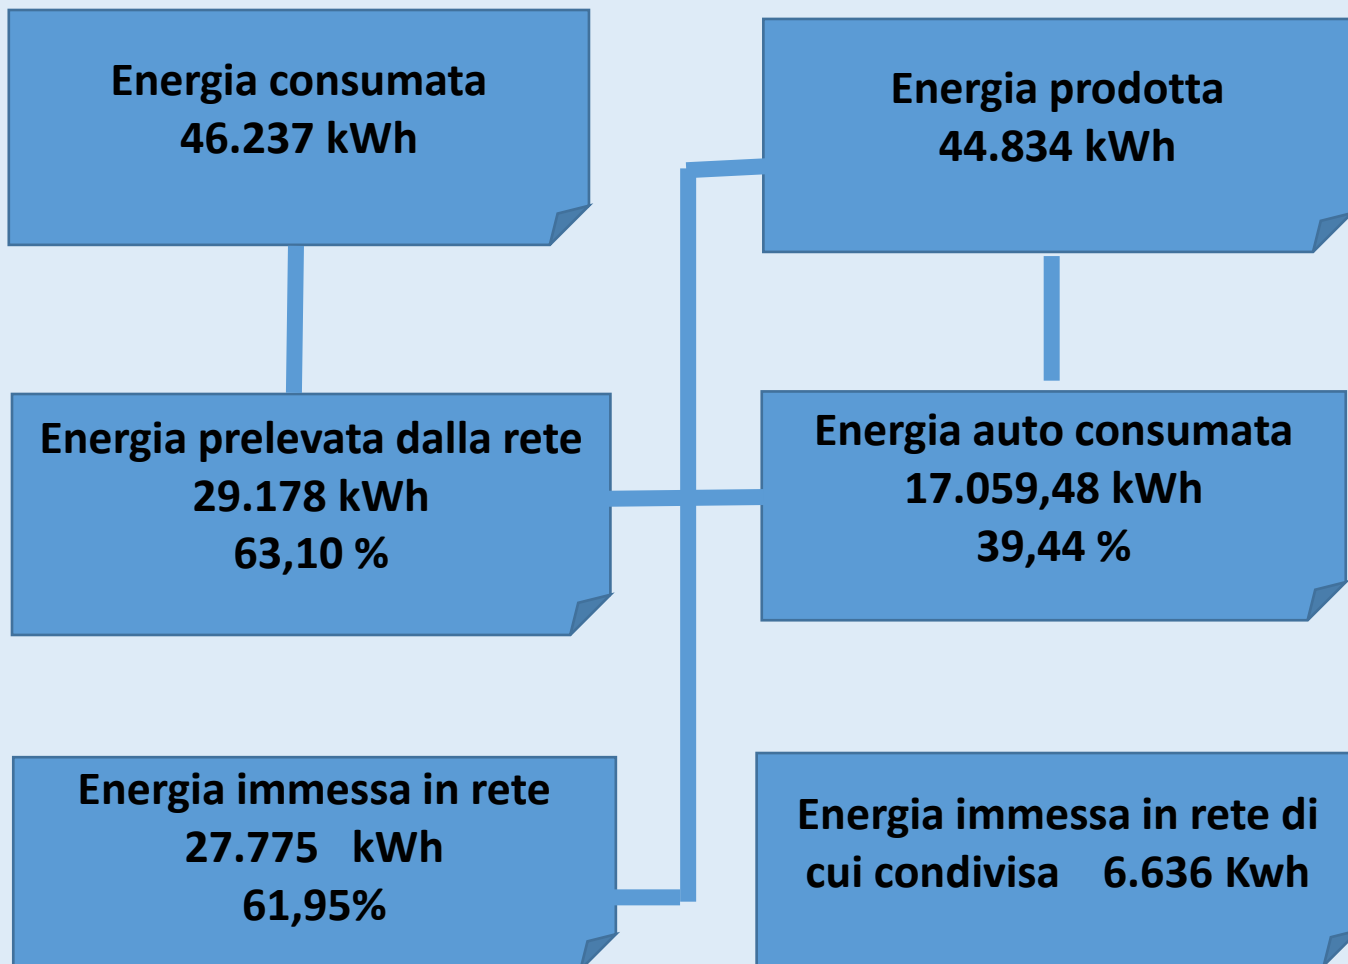 Energia consumata
46.237 kWh
Energia prodotta
44.834 kWh
Energia prelevata dalla rete
29.178 kWh
63,10 %
Energia auto consumata
17.059,48 kWh
39,44 %
Energia immessa in rete
27.775 kWh
61,95%
Energia immessa in rete di
cui condivisa 6.636 Kwh